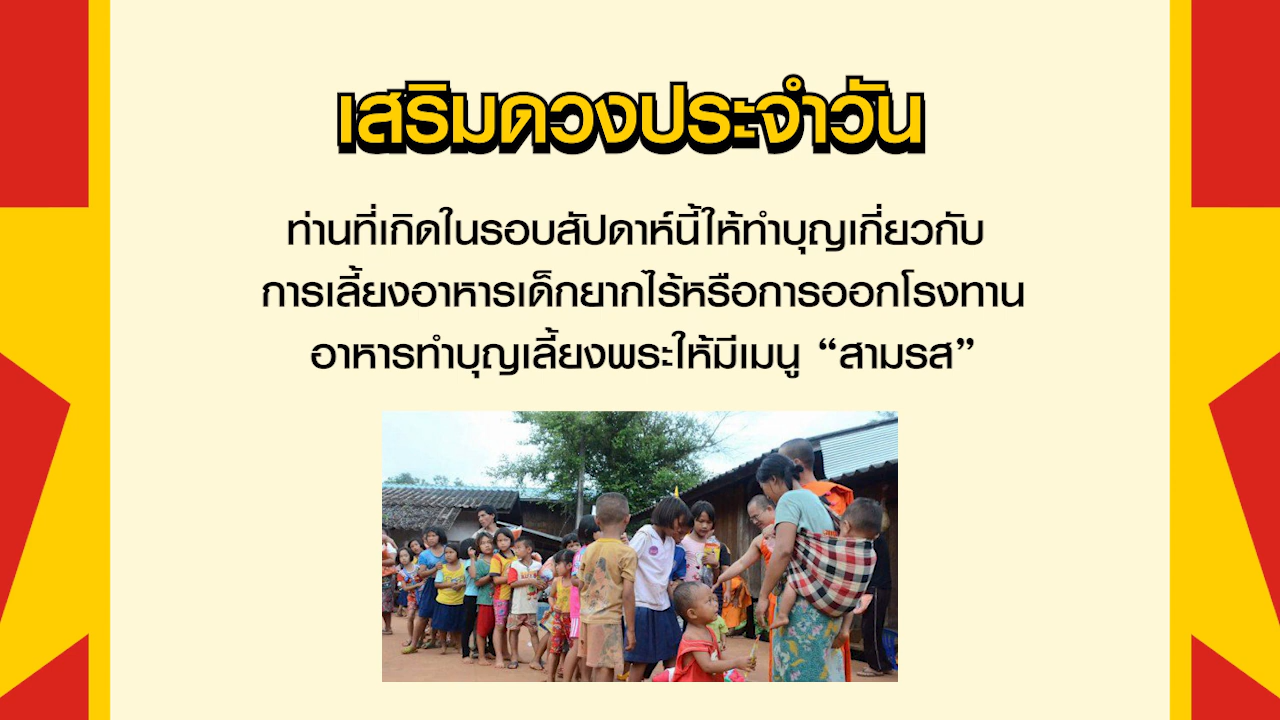 เสริมดวงประจำวัน
ท่านที่เกิดในรอบสัปดาห์นี้ให้ทำบุญเกี่ยวกับ
การเลี้ยงอาหารเด็กยากไร้หรือการออกโรงทาน
อาหารทำบุญเลี้ยงพระให้มีเมนู “สามรส”